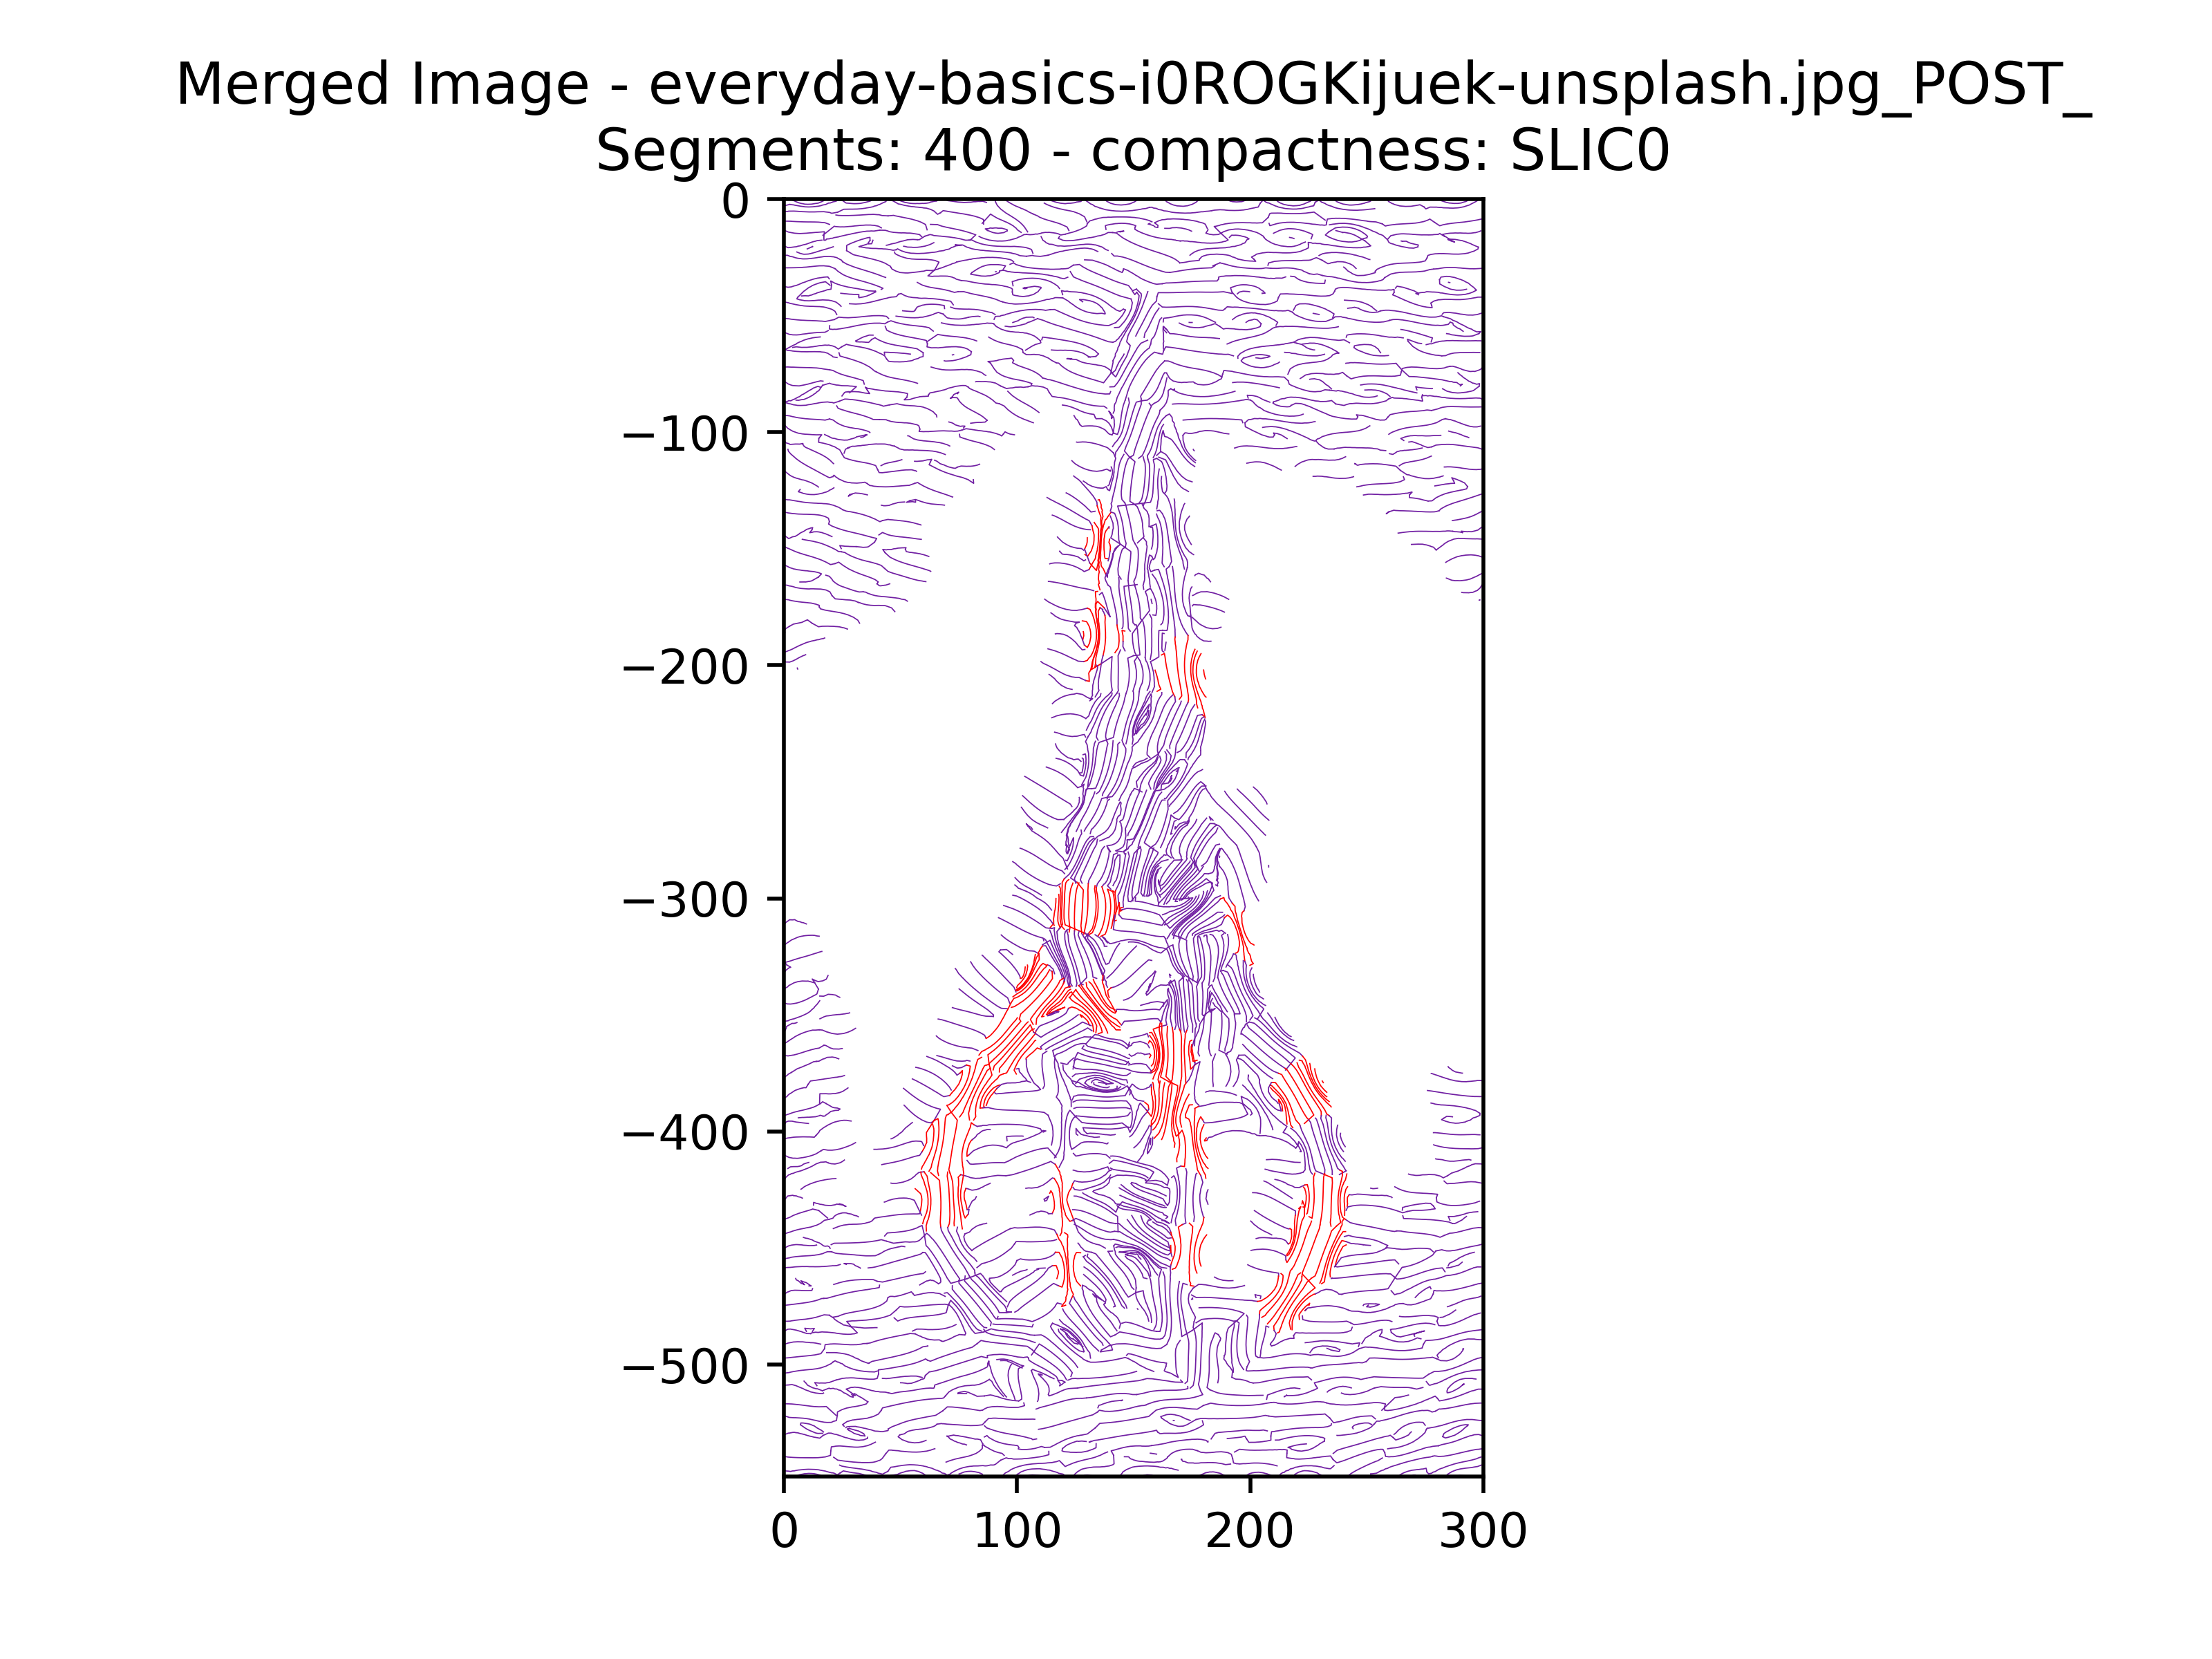 Merged Image - everyday-basics-i0ROGKijuek-unsplash.jpg_POST_
Segments: 400 - compactness: SLIC0
0
−100
−200
−300
−400
−500
0 100 200 300